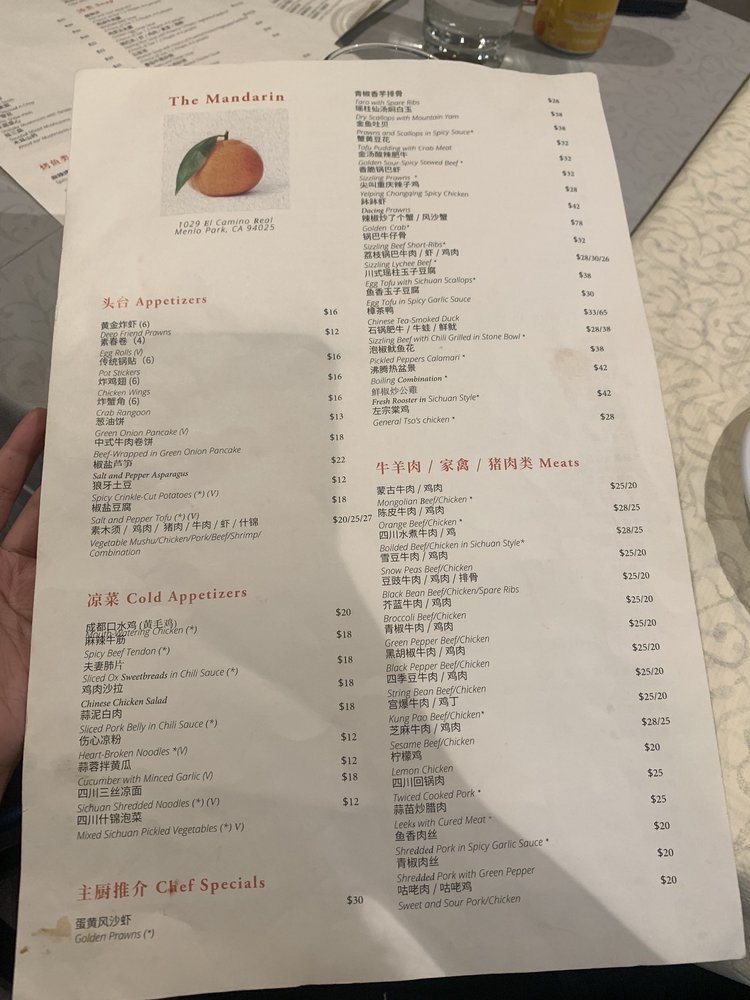 The Mandarin
1029 El Camino Real
Menlo Park, CA 94025
头台 Appetizers
黄金炸虾 (6) $16
Deep Friend Prawns
素春卷 (4) $12
Egg Rolls (V)
传统锅贴 (6) $16
Pot Stickers
炸鸡翅 (6) $16
Chicken Wings
炸蟹角 (6) $16
Crab Rangoon
葱油饼 $13
Green Onion Pancake (V)
中式牛肉卷饼 $18
Beef-Wrapped in Green Onion Pancake
椒盐芦笋 $22
Salt and Pepper Asparagus
狼牙土豆 $12
Spicy Crinkle-Cut Potatoes (*) (V)
椒盐豆腐 $18
Salt and Pepper Tofu (*) (V)
素木须 / 鸡肉 / 猪肉 / 牛肉 / 虾 / 什锦 $20/25/27
Vegetable Mushu/Chicken/Pork/Beef/Shrimp/
Combination
凉菜 Cold Appetizers
成都口水鸡 (黄毛鸡) $20
Mouth Watering Chicken (*)
麻辣牛筋 $18
Spicy Beef Tendon (*)
夫妻肺片 $18
Sliced Ox Sweetbreads in Chili Sauce (*)
鸡肉沙拉 $18
Chinese Chicken Salad
蒜泥白肉 $18
Sliced Pork Belly in Chili Sauce (*)
伤心凉粉 $12
Heart-Broken Noodles *(V)
蒜蓉拌黄瓜 $12
Cucumber with Minced Garlic (V)
四川三丝凉面 $18
Sichuan Shredded Noodles (*) (V)
四川什锦泡菜 $12
Mixed Sichuan Pickled Vegetables (*) V)
主厨推介 Chef Specials
蛋黄风沙虾 $30
Golden Prawns (*)
青椒香芋排骨 $28
Taro with Spare Ribs
瑶柱仙汤焖白玉 $38
Dry Scallops with Mountain Yam
金鱼吐贝 $38
Prawns and Scallops in Spicy Sauce*
蟹黄豆花 $32
Tofu Pudding with Crab Meat
金汤酸辣肥牛 $32
Golden Sour-Spicy Stewed Beef *
香脆锅巴虾 $32
Sizzling Prawns *
尖叫重庆辣子鸡 $28
Yelping Chongqing Spicy Chicken
钵钵虾 $42
Dacing Prawns
辣椒炒了个蟹 / 风沙蟹 $78
Golden Crab*
锅巴牛仔骨 $32
Sizzling Beef Short-Ribs*
荔枝锅巴牛肉 / 虾 / 鸡肉 $28/30/26
Sizzling Lychee Beef *
川式瑶柱玉子豆腐 $38
Egg Tofu with Sichuan Scallops*
鱼香玉子豆腐 $30
Egg Tofu in Spicy Garlic Sauce
樟茶鸭 $33/65
Chinese Tea-Smoked Duck
石锅肥牛 / 牛蛙 / 鲜鱿 $28/38
Sizzling Beef with Chili Grilled in Stone Bowl *
泡椒鱿鱼花 $38
Pickled Peppers Calamari *
沸腾热盆景 $42
Boiling Combination *
鲜椒炒公雞 $42
Fresh Rooster in Sichuan Style*
左宗棠鸡 $28
General Tso's chicken *
牛羊肉 / 家禽 / 猪肉类 Meats
蒙古牛肉 / 鸡肉 $25/20
Mongolian Beef/Chicken *
陈皮牛肉 / 鸡肉 $28/25
Orange Beef/Chicken *
四川水煮牛肉 / 鸡 $28/25
Boilded Beef/Chicken in Sichuan Style*
雪豆牛肉 / 鸡肉 $25/20
Snow Peas Beef/Chicken
豆豉牛肉 / 鸡肉 / 排骨 $25/20
Black Bean Beef/Chicken/Spare Ribs
芥蓝牛肉 / 鸡肉 $25/20
Broccoli Beef/Chicken
青椒牛肉 / 鸡肉 $25/20
Green Pepper Beef/Chicken
黑胡椒牛肉 / 鸡肉 $25/20
Black Pepper Beef/Chicken
四季豆牛肉 / 鸡肉 $25/20
String Bean Beef/Chicken
宫爆牛肉 / 鸡丁 $25/20
Kung Pao Beef/Chicken*
芝麻牛肉 / 鸡肉 $28/25
Sesame Beef/Chicken
柠檬鸡 $20
Lemon Chicken
四川回锅肉 $25
Twiced Cooked Pork *
蒜苗炒腊肉 $25
Leeks with Cured Meat *
鱼香肉丝 $20
Shredded Pork in Spicy Garlic Sauce *
青椒肉丝 $20
Shredded Pork with Green Pepper
咕咾肉 / 咕咾鸡 $20
Sweet and Sour Pork/Chicken